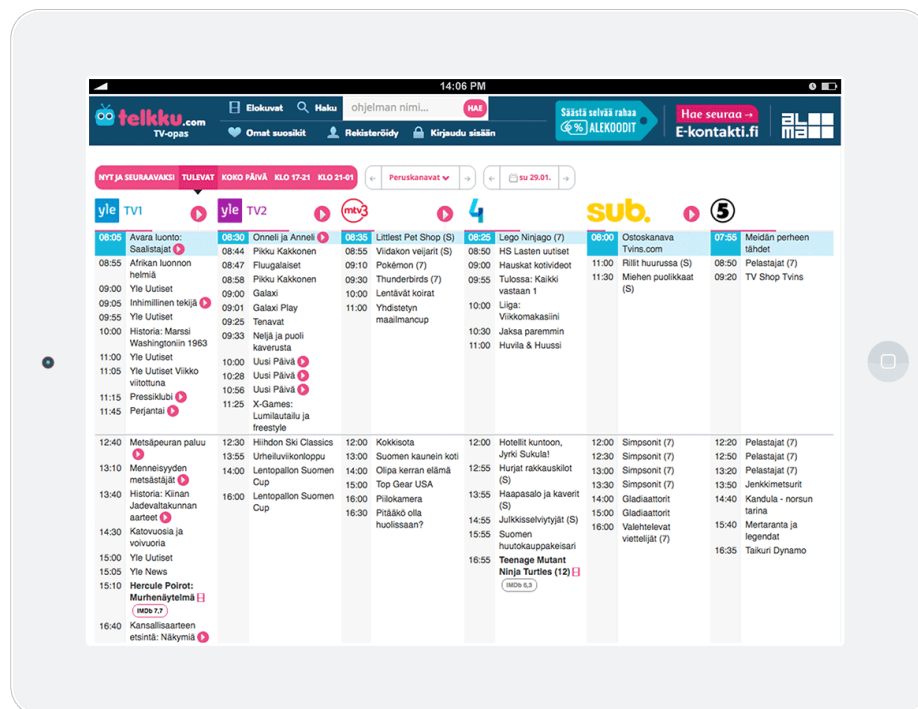 14:06 PM
telkku.com
TV-opas
Elokuvat
Haku
ohjelman nimi...
HAE
Omat suosikit
Rekisteröidy
Kirjaudu sisään
Säästä selvää rahaa
% ALEKOODIT
Hae seuraa →
E-kontakti.fi
ALMA
NYT JA SEURAAVAKSI TULEVAT KOKO PÄIVÄ KLO 17-21 KLO 21-01
← Peruskanavat →
← su 29.01. →
yle TV1
08:05 Avara luonto:
Saalistajat
08:55 Afrikan luonnon
helmiä
09:00 Yle Uutiset
09:05 Inhimillinen tekijä
09:55 Yle Uutiset
10:00 Historia: Marssi
Washingtoniin 1963
11:00 Yle Uutiset
11:05 Yle Uutiset Viikko
viitottuna
11:15 Pressiklubi
11:45 Perjantai
yle TV2
08:30 Onneli ja Anneli
08:44 Pikku Kakkonen
08:47 Fluugalaiset
08:58 Pikku Kakkonen
09:00 Galaxi
09:01 Galaxi Play
09:25 Tenavat
09:33 Neljä ja puoli
kaverusta
10:00 Uusi Päivä
10:28 Uusi Päivä
10:56 Uusi Päivä
11:25 X-Games:
Lumilautailu ja
freestyle
mtv3
08:35 Littlest Pet Shop (S)
08:55 Viidakon veijarit (S)
09:10 Pokémon (7)
09:30 Thunderbirds (7)
10:00 Lentävät koirat
11:00 Yhdistetyn
maailmancup
4
08:25 Lego Ninjago (7)
08:50 HS Lasten uutiset
09:00 Hauskat kotivideot
09:55 Tulossa: Kaikki
vastaan 1
10:00 Liiga:
Viikomakasiini
10:30 Jaksa paremmin
11:00 Huvila & Huussi
sub.
08:00 Ostoskanava
Tvins.com
11:00 Rillit huurussa (S)
11:30 Miehen puolikkaat
(S)
5
07:55 Meidän perheen
tähdet
08:50 Pelastajat (7)
09:20 TV Shop Tvins
12:40 Metsäpeuran paluu
13:10 Menneisyyden
metsästäjät
13:40 Historia: Kiinan
Jadevaltakunnan
aarteet
14:30 Katovuosia ja
voivuoria
15:00 Yle Uutiset
15:05 Yle News
15:10 Hercule Poirot:
Murhenäytelmä
IMDb 7,7
16:40 Kansallisaarteen
etsintä: Näkymiä
12:30 Hiihdon Ski Classics
13:55 Urheiluviikonloppu
14:00 Lentopallon Suomen
Cup
16:00 Lentopallon Suomen
Cup
12:00 Kokkisota
13:00 Suomen kaunein koti
14:00 Olipa kerran elämä
15:00 Top Gear USA
16:00 Piilokamera
16:30 Pitääkö olla
huolissaan?
12:00 Hotellit kuntoon,
Jyrki Sukula!
12:55 Hurjat rakkauskilot
(S)
13:55 Haapasalo ja kaverit
(S)
14:55 Julkkisselviytyjät (S)
15:55 Suomen
huutokauppakeisari
16:55 Teenage Mutant
Ninja Turtles (12)
IMDb 6,3
12:00 Simpsonit (7)
12:30 Simpsonit (7)
13:00 Simpsonit (7)
13:30 Simpsonit (7)
14:00 Gladiaattorit
15:00 Gladiaattorit
16:00 Valehtelevat
viettelijät (7)
12:20 Pelastajat (7)
12:50 Pelastajat (7)
13:20 Pelastajat (7)
13:50 Jenkkimetsurit
14:40 Kandula - norsun
tarina
15:40 Mertaranta ja
legendat
16:35 Taikuri Dynamo